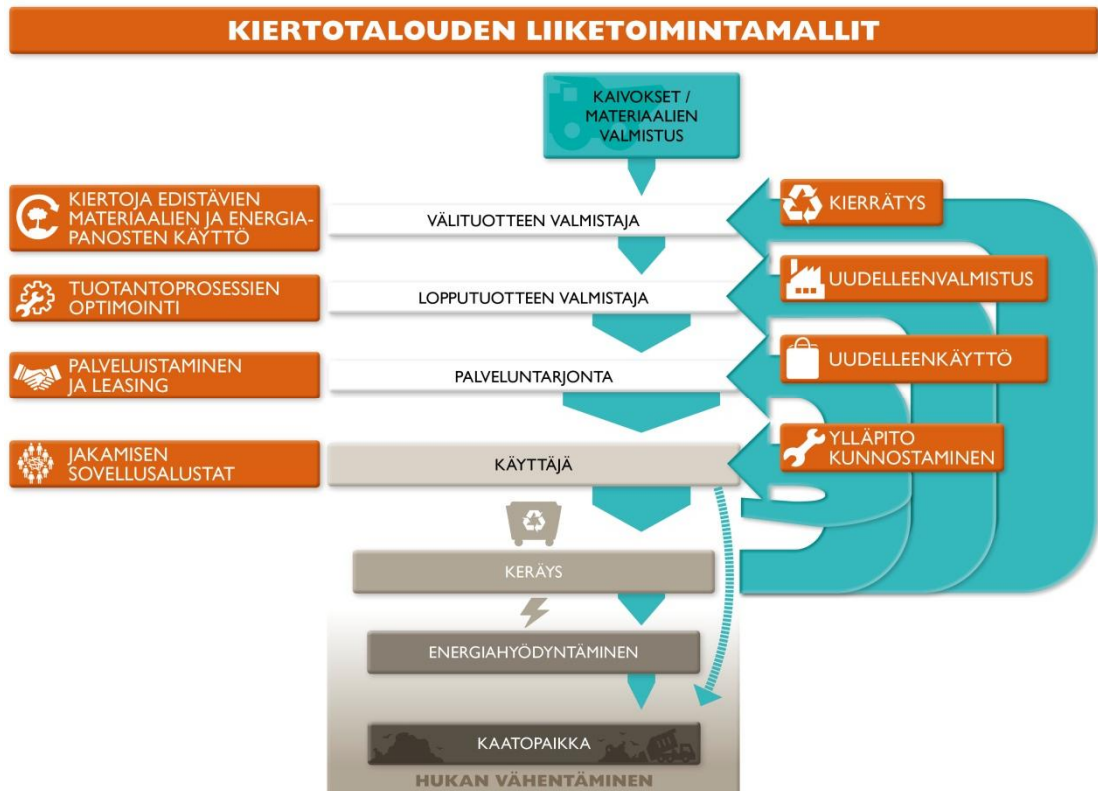 KIERTOTALOUDEN LIIKETOIMINTAMALLIT
KAIVOKSET /
MATERIAALIEN
VALMISTUS
KIERTOJA EDISTÄVIEN
MATERIAALIEN JA ENERGIA-
PANOSTEN KÄYTTÖ
VÄLITUOTTEEN VALMISTAJA
KIERRÄTYS
TUOTANTOPROSESSIEN
OPTIMOINTI
LOPPUTUOTTEEN VALMISTAJA
UUDELLEENVALMISTUS
PALVELUISTAMINEN
JA LEASING
PALVELUNTARJONTA
UUDELLEENKÄYTTÖ
JAKAMISEN
SOVELLUSALUSTAT
KÄYTTÄJÄ
YLLÄPITO
KUNNOSTAMINEN
KERÄYS
ENERGIAHYÖDYNTÄMINEN
KAATOPAIKKA
HUKAN VÄHENTÄMINEN